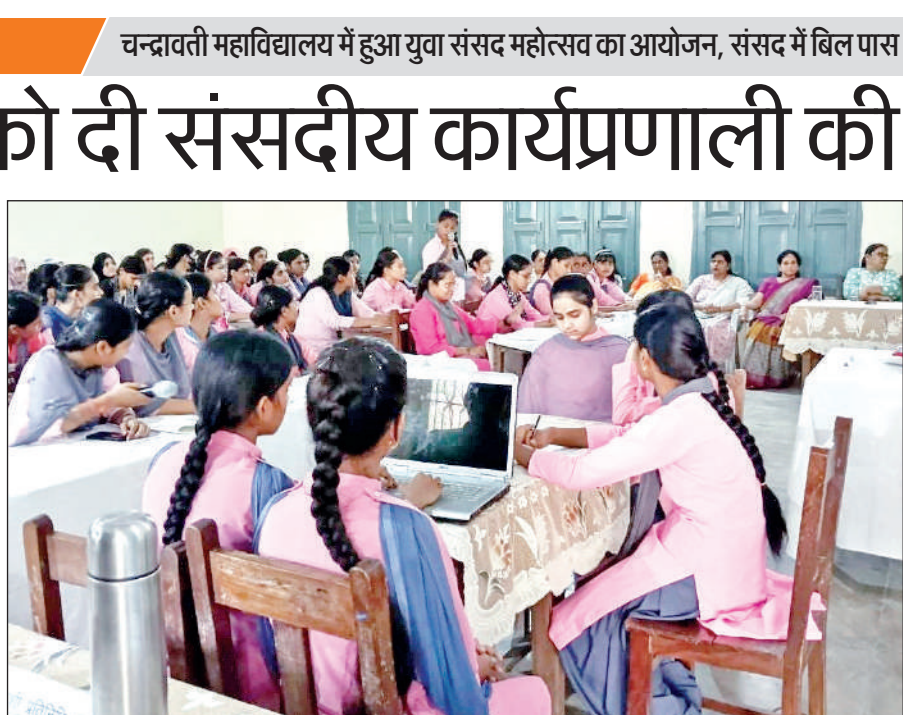 चन्द्रावती महाविद्यालय में हुआ युवा संसद महोत्सव का आयोजन, संसद में बिल पास
को दी संसदीय कार्यप्रणाली की